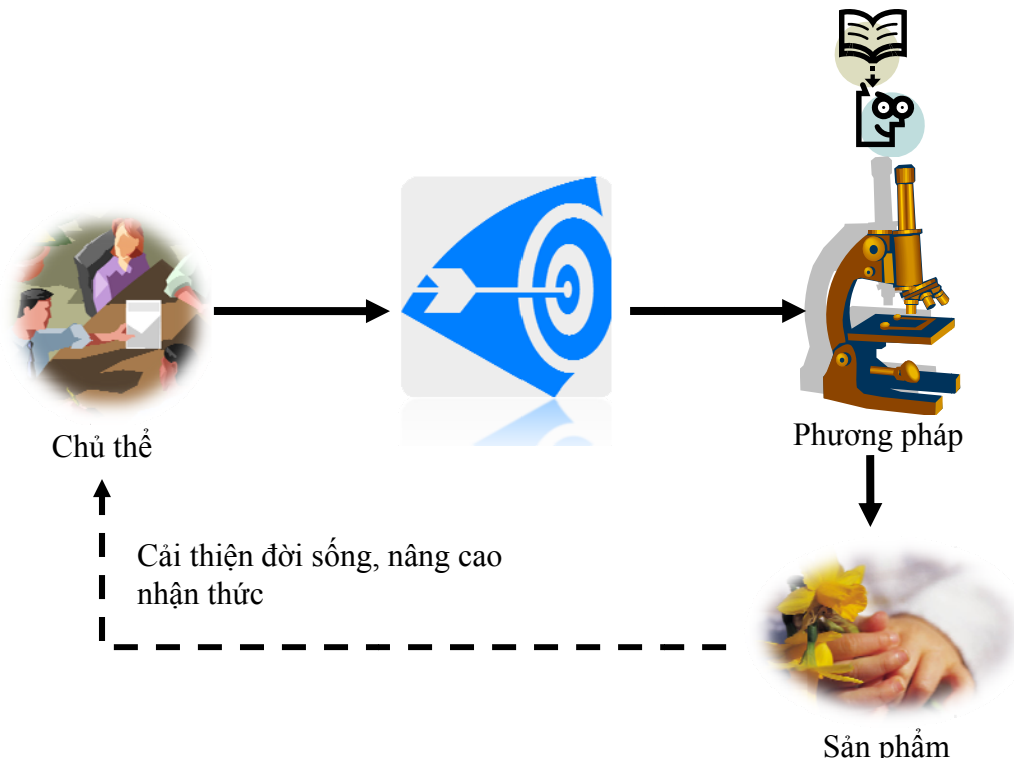 Chủ thể
Phương pháp
Cải thiện đời sống, nâng cao
nhận thức
Sản phẩm